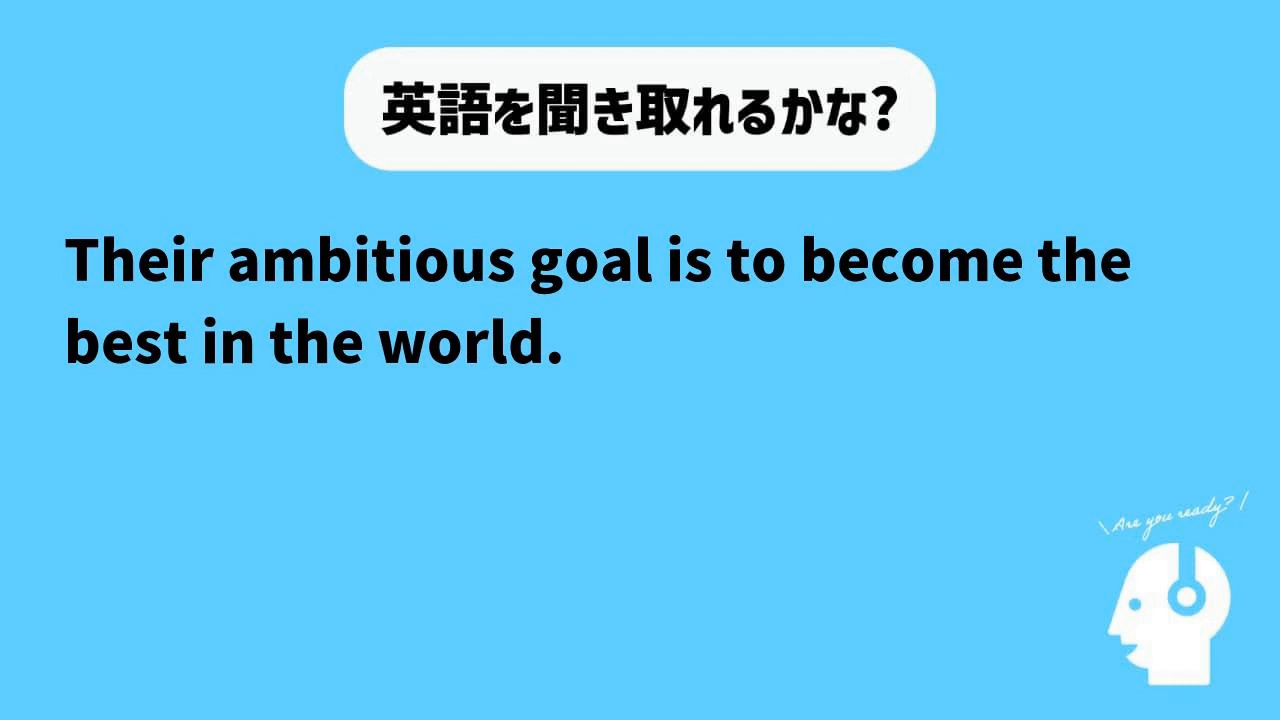 英語を聞き取れるかな?
Their ambitious goal is to become the
best in the world.
\ Are you ready? /